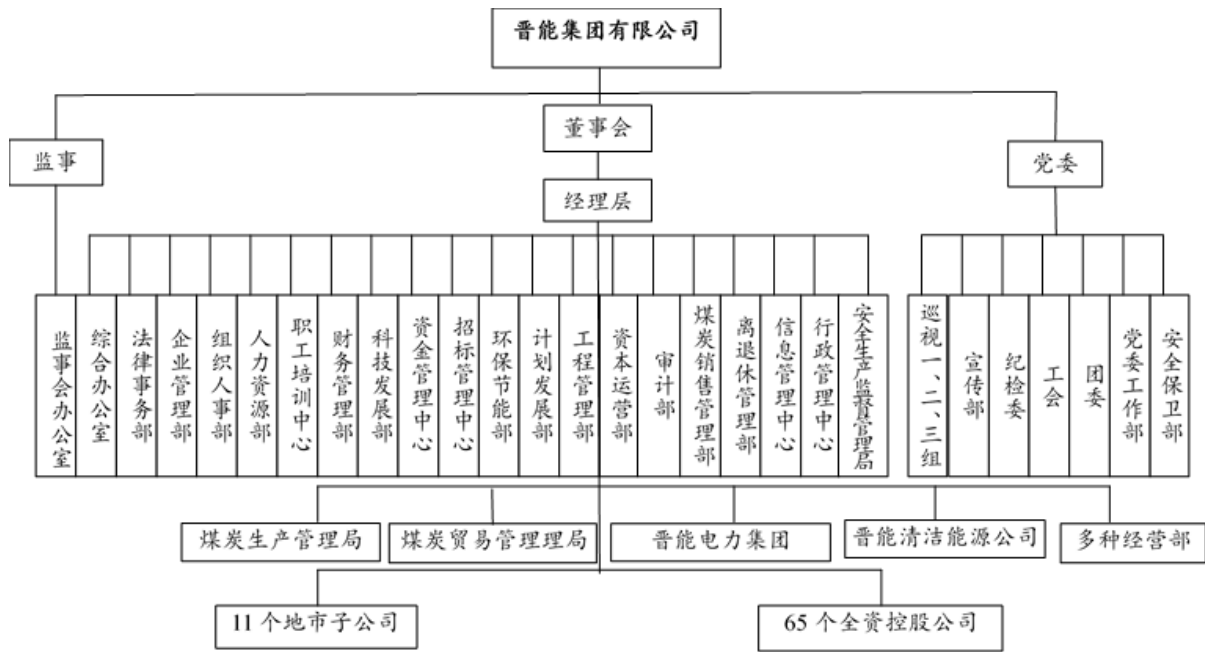 晋能集团有限公司
董事会
监事
党委
经理层
监事会办公室
综合办公室
法律事务部
企业管理部
组织人事部
人力资源部
职工培训中心
财务管理部
科技发展部
资金管理中心
招标管理中心
环保节能部
计划发展部
工程管理部
资本运营部
审计部
煤炭销售管理部
离退休管理部
信息管理中心
行政管理中心
安全生产监督管理局
巡视一、二、三组
宣传部
纪检委
工会
团委
党委工作部
安全保卫部
煤炭生产管理局
煤炭贸易管理理局
晋能电力集团
晋能清洁能源公司
多种经营部
11 个地市子公司
65 个全资控股公司